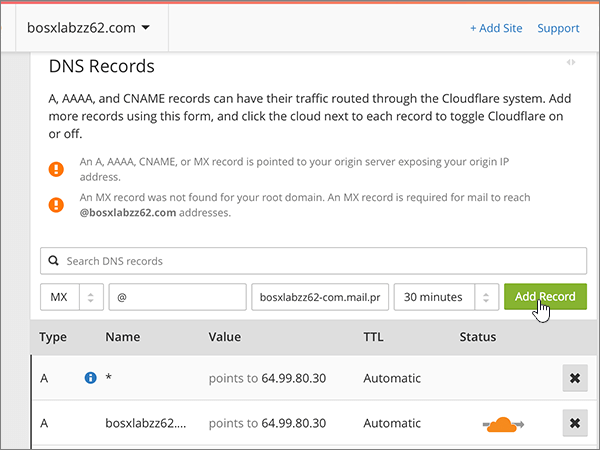 bosxlabzz62.com
+ Add Site
Support
DNS Records
A, AAAA, and CNAME records can have their traffic routed through the Cloudflare system. Add
more records using this form, and click the cloud next to each record to toggle Cloudflare on
or off.
An A, AAAA, CNAME, or MX record is pointed to your origin server exposing your origin IP
address.
An MX record was not found for your root domain. An MX record is required for mail to reach
@bosxlabzz62.com addresses.
Search DNS records
MX @ bosxlabzz62-com.mail.pr 30 minutes Add Record
Type Name Value TTL Status
A * points to 64.99.80.30 Automatic
A bosxlabzz62.... points to 64.99.80.30 Automatic